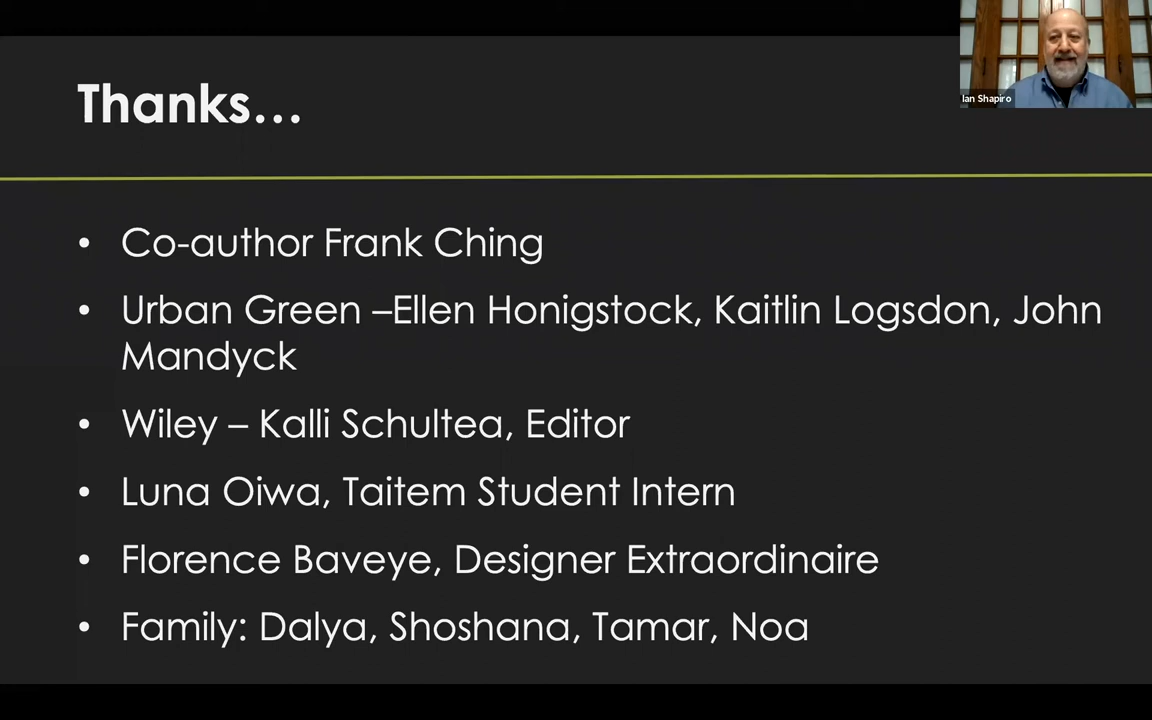 Ian Shapiro
Thanks...
• Co-author Frank Ching
• Urban Green –Ellen Honigstock, Kaitlin Logsdon, John
Mandyck
• Wiley – Kalli Schultea, Editor
• Luna Oiwa, Taitem Student Intern
• Florence Baveye, Designer Extraordinaire
• Family: Dalya, Shoshana, Tamar, Noa